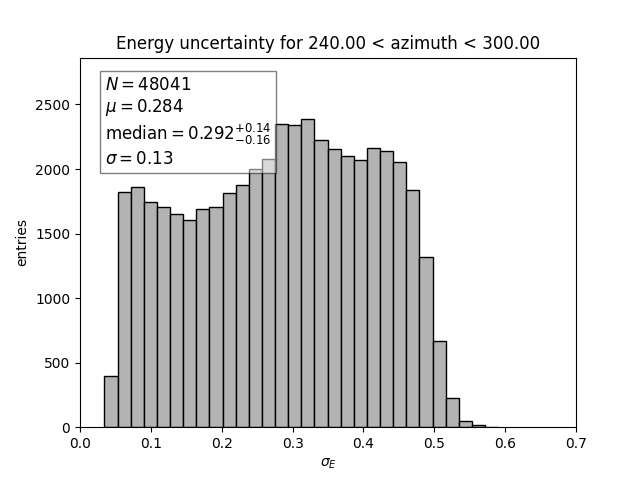 Energy uncertainty for 240.00 < azimuth < 300.00
N = 48041
μ = 0.284
median = 0.292 +0.14 −0.16
σ = 0.13
entries
2500
2000
1500
1000
500
0
0.0 0.1 0.2 0.3 0.4 0.5 0.6 0.7
σ_E